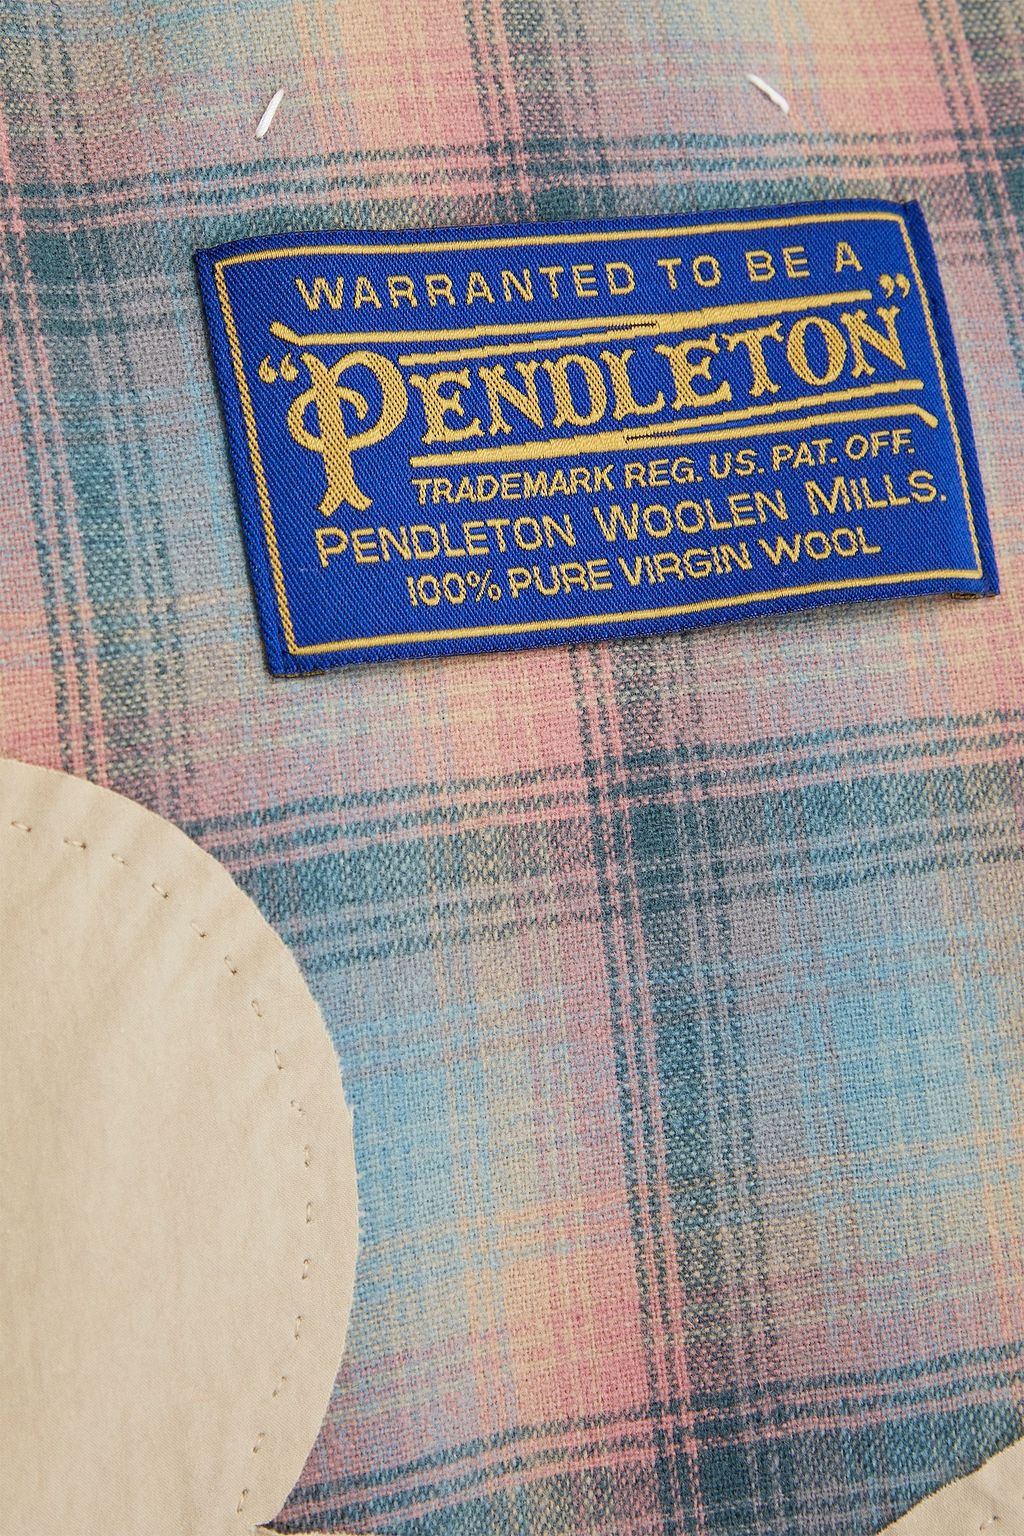 WARRANTED TO BE A
“PENDLETON”
TRADEMARK REG. US. PAT. OFF.
PENDLETON WOOLEN MILLS.
100% PURE VIRGIN WOOL